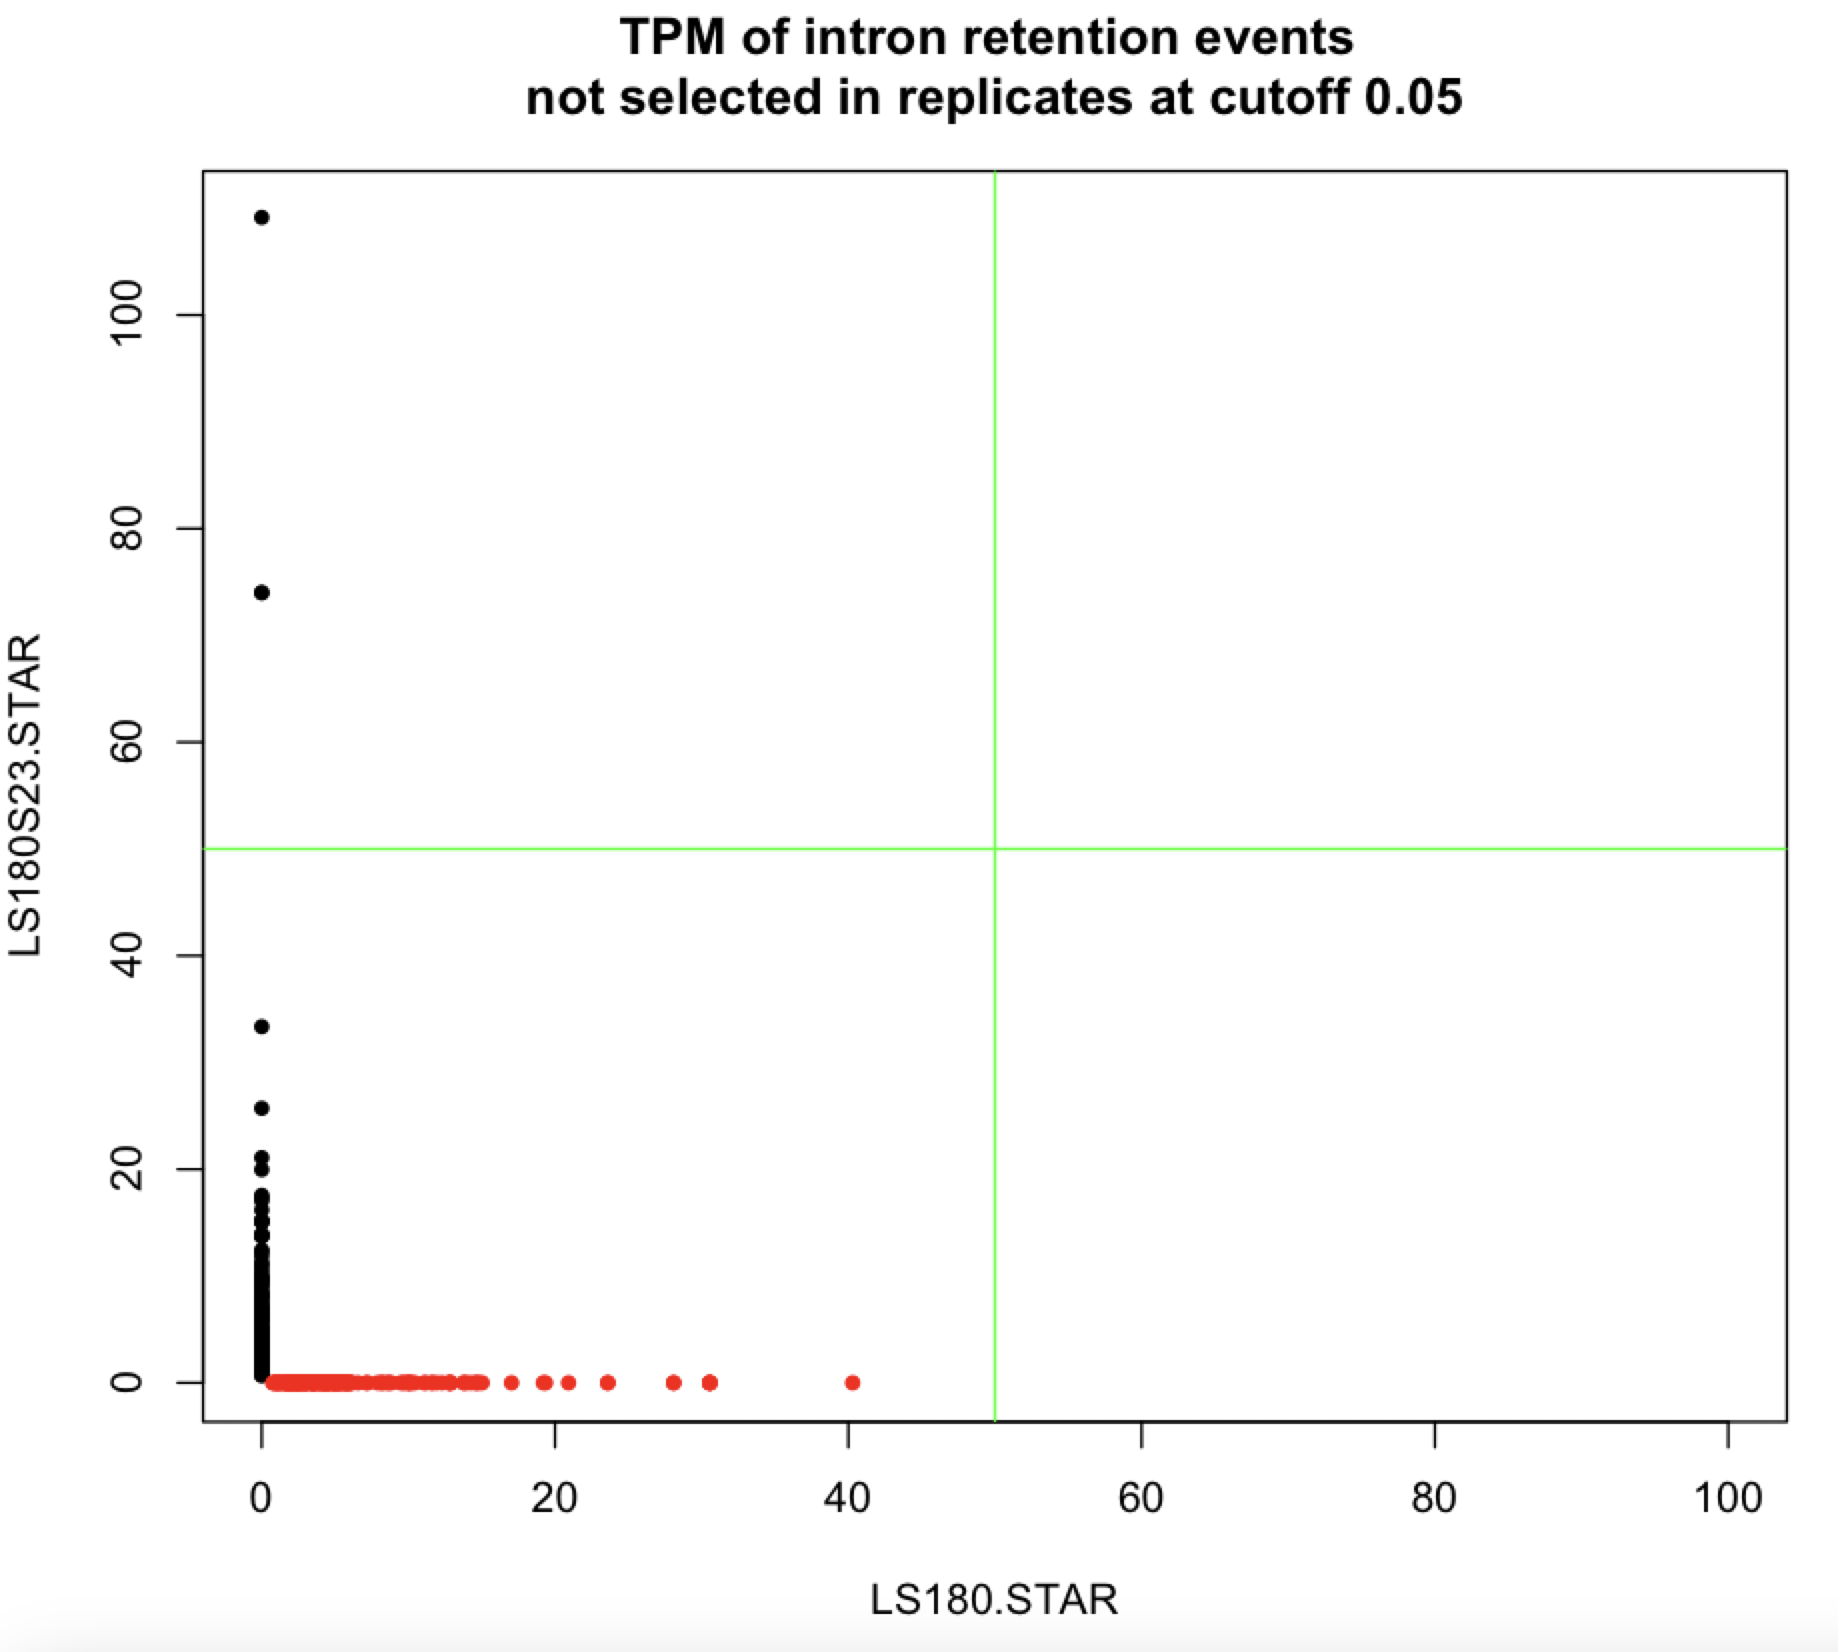 TPM of intron retention events
not selected in replicates at cutoff 0.05
LS180S23.STAR
100
80
60
40
20
0
0 20 40 60 80 100
LS180.STAR